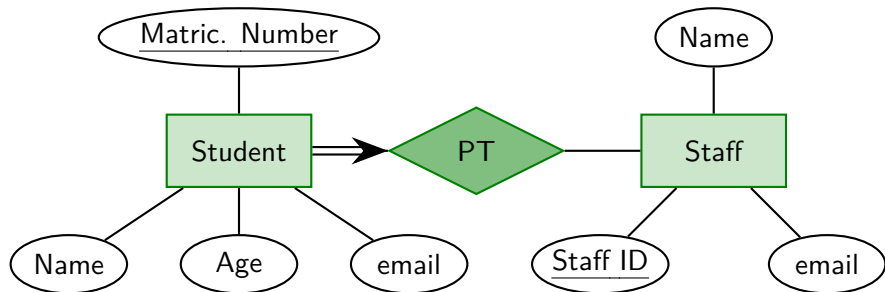 Matric. Number
Name
Student
PT
Staff
Name
Age
email
Staff ID
email